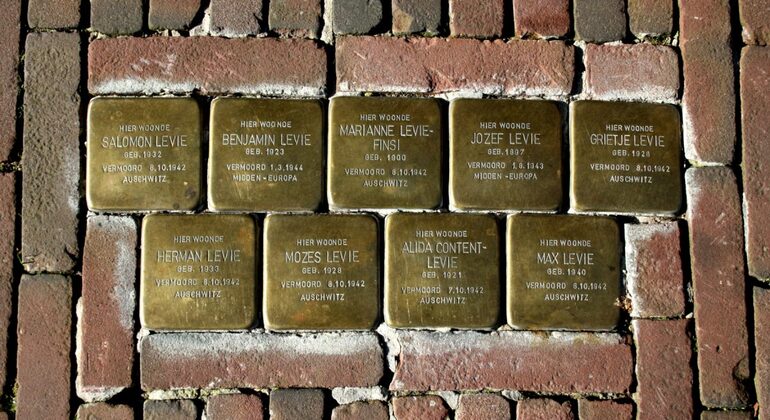 HIER WOONDE
SALOMON LEVIE
GEB. 1932
VERMOORD 8.10.1942
AUSCHWITZ
HIER WOONDE
BENJAMIN LEVIE
GEB. 1923
VERMOORD 1.3.1944
MIDDEN-EUROPA
HIER WOONDE
MARIANNE LEVIE-
FINSI
GEB. 1900
VERMOORD 8.10.1942
AUSCHWITZ
HIER WOONDE
JOZEF LEVIE
GEB. 1897
VERMOORD 1.8.1943
MIDDEN-EUROPA
HIER WOONDE
GRIETJE LEVIE
GEB. 1926
VERMOORD 8.10.1942
AUSCHWITZ
HIER WOONDE
HERMAN LEVIE
GEB. 1933
VERMOORD 8.10.1942
AUSCHWITZ
HIER WOONDE
MOZES LEVIE
GEB. 1928
VERMOORD 8.10.1942
AUSCHWITZ
HIER WOONDE
ALIDA CONTENT-
LEVIE
GEB. 1921
VERMOORD 7.10.1942
AUSCHWITZ
HIER WOONDE
MAX LEVIE
GEB. 1940
VERMOORD 8.10.1942
AUSCHWITZ